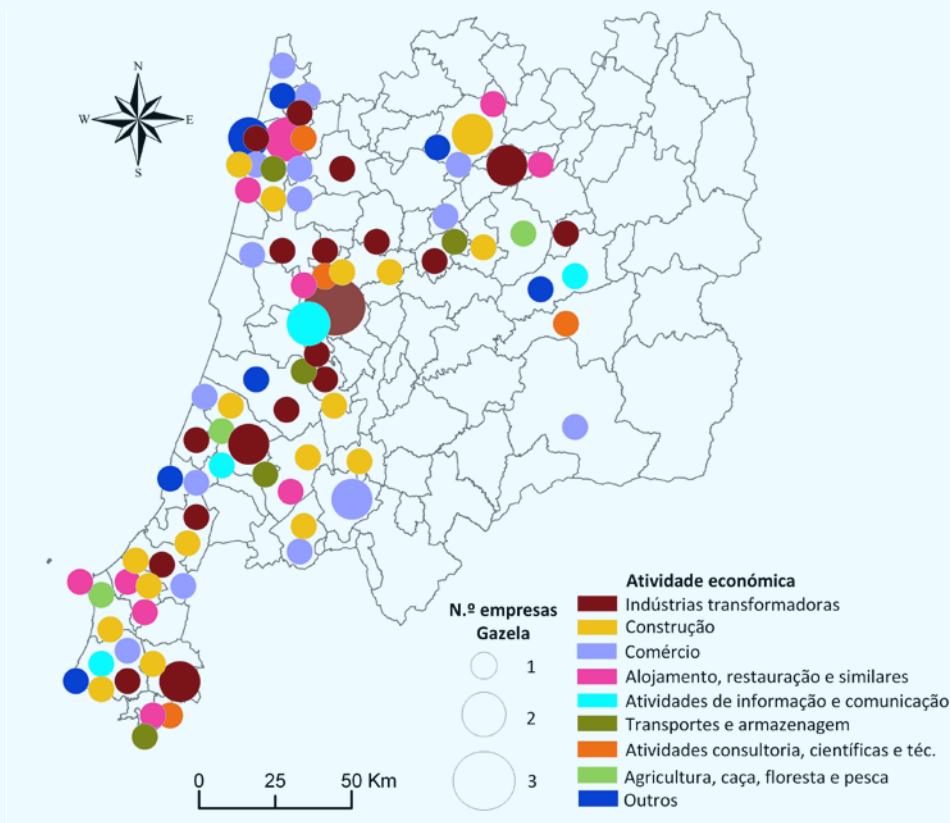 N
W E
S
Atividade económica
Indústrias transformadoras
Construção
Comércio
Alojamento, restauração e similares
Atividades de informação e comunicação
Transportes e armazenagem
Atividades consultoria, científicas e téc.
Agricultura, caça, floresta e pesca
Outros
N.º empresas
Gazela
1
2
3
0 25 50 Km